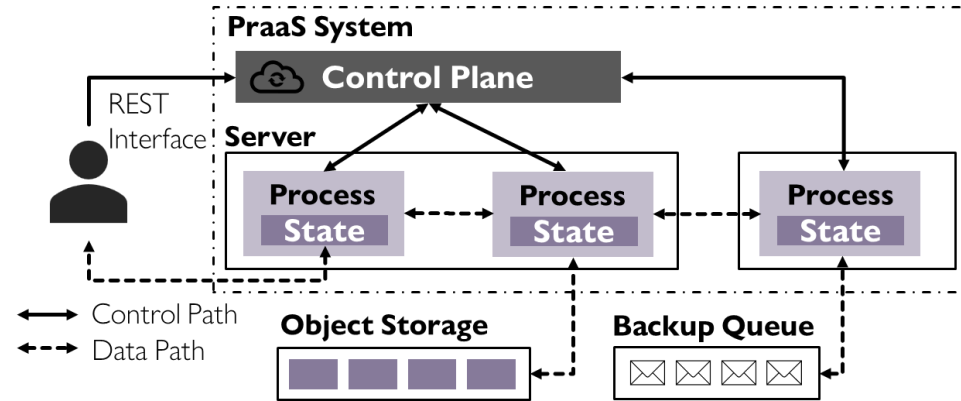 PraaS System
Control Plane
REST
Interface
Server
Process
State
Process
State
Process
State
Control Path
Data Path
Object Storage
Backup Queue